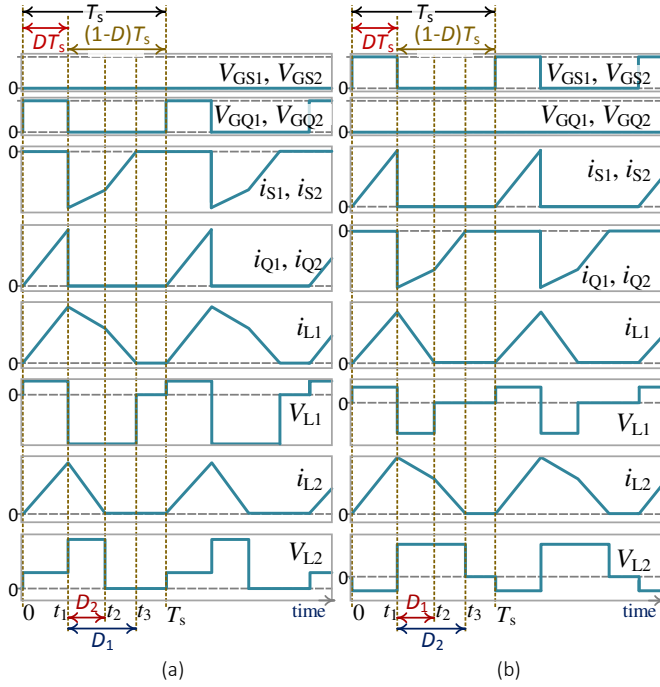 Ts
DTs
(1-D)Ts
VGS1, VGS2
0
VGQ1, VGQ2
0
0
iS1, iS2
iQ1, iQ2
0
iL1
0
0
VL1
iL2
0
VL2
0
0 t1 D2 t2 t3 Ts time
D1
(a)
Ts
DTs
(1-D)Ts
VGS1, VGS2
0
VGQ1, VGQ2
0
iS1, iS2
0
0
iQ1, iQ2
iL1
0
0
VL1
iL2
0
VL2
0
0 t1 D1 t2 t3 Ts time
D2
(b)